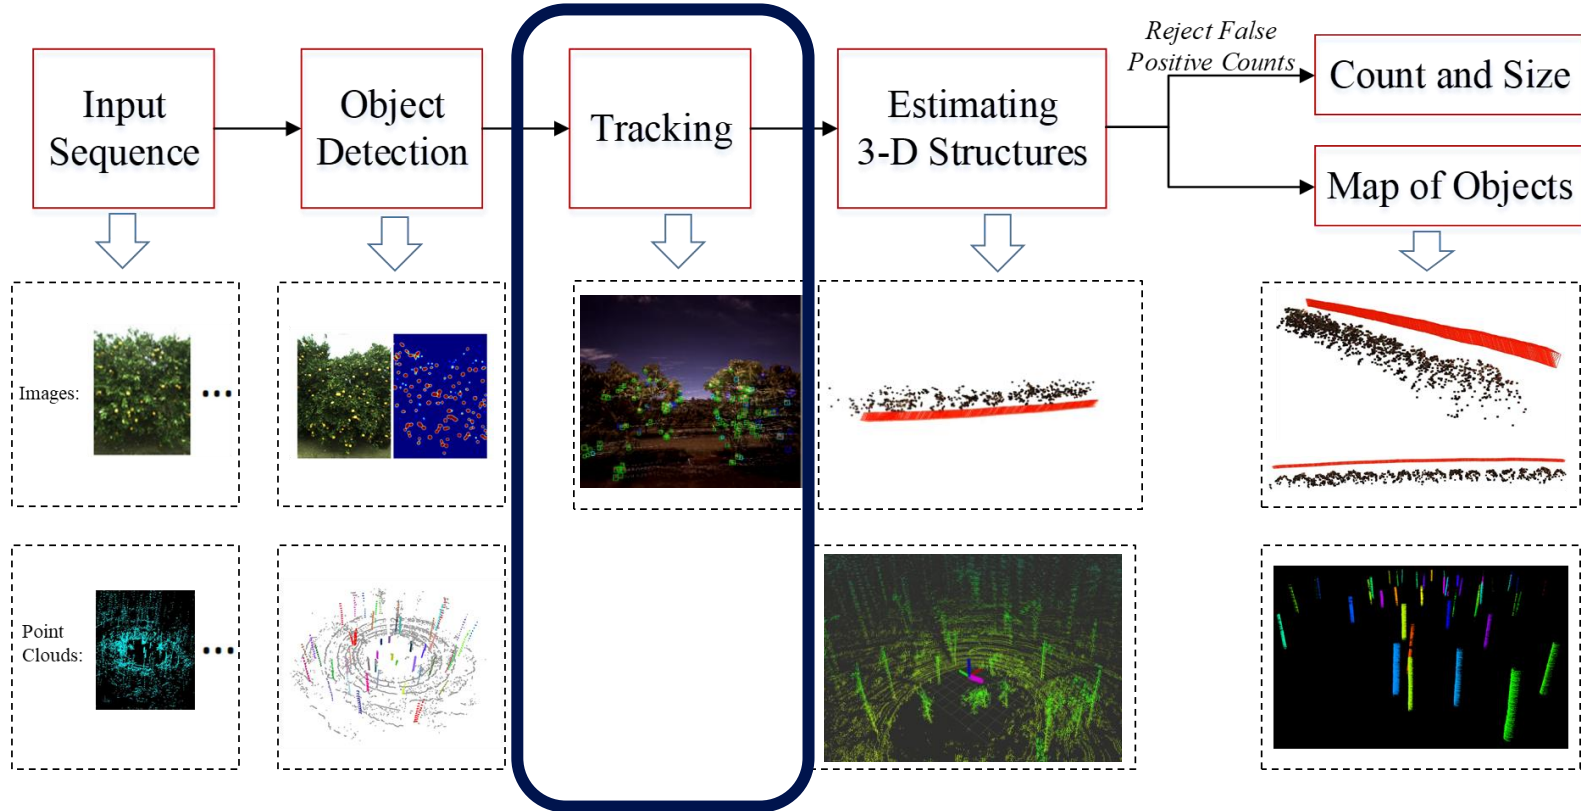 Input
Sequence
Object
Detection
Tracking
Estimating
3-D Structures
Reject False
Positive Counts
Count and Size
Map of Objects
Images:
Point
Clouds: